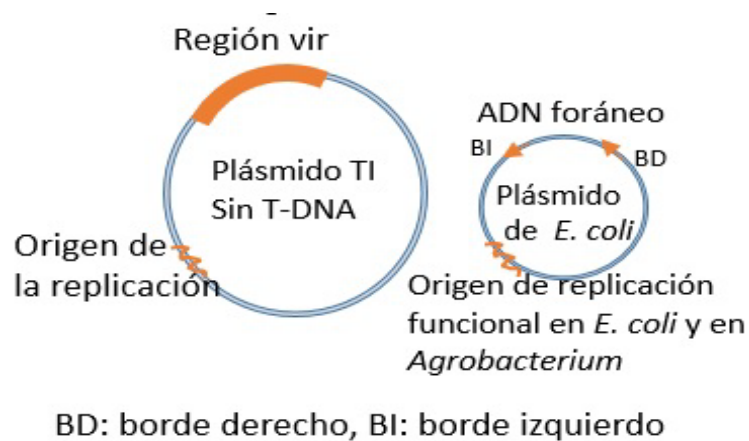 Región vir
ADN foráneo
BI
BD
Plásmido TI
Sin T-DNA
Plásmido
de E. coli
Origen de
la replicación
Origen de replicación
funcional en E. coli y en
Agrobacterium
BD: borde derecho, BI: borde izquierdo